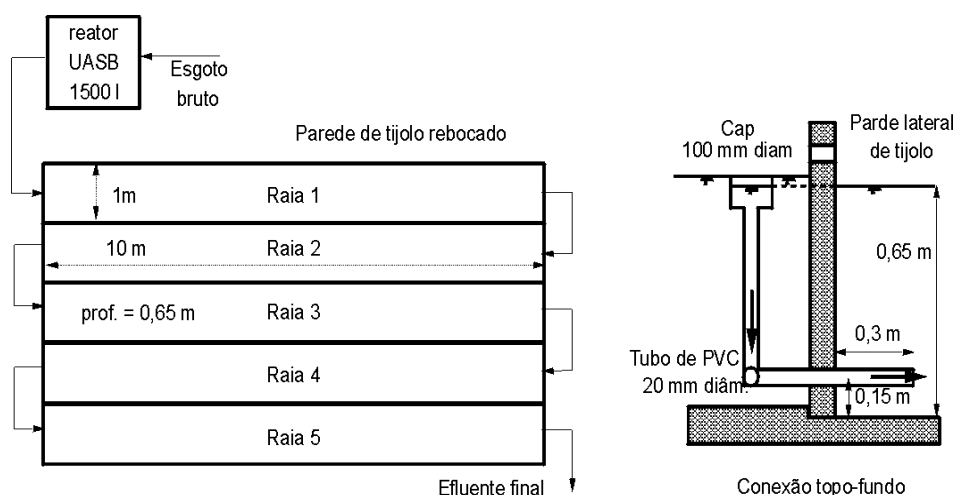 reator
UASB
1500 l
Esgoto
bruto
Parede de tijolo rebocado
1m
Raia 1
10 m
Raia 2
prof. = 0,65 m
Raia 3
Raia 4
Raia 5
Efluente final
Cap
100 mm diam
Parde lateral
de tijolo
0,65 m
0,3 m
Tubo de PVC
20 mm diâm.
0,15 m
Conexão topo-fundo